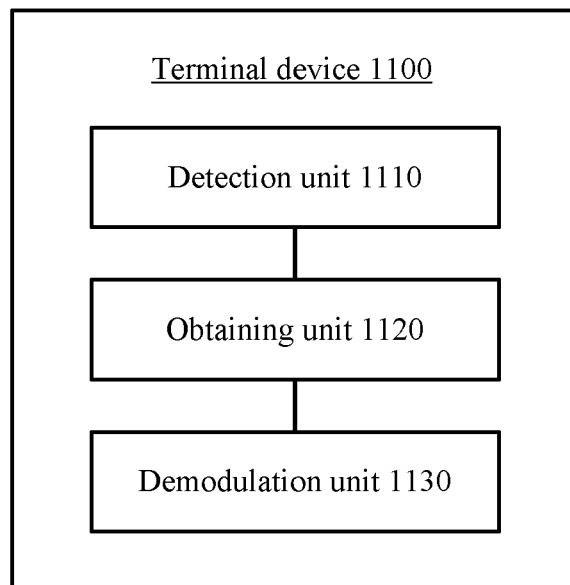 Terminal device 1100
Detection unit 1110
Obtaining unit 1120
Demodulation unit 1130